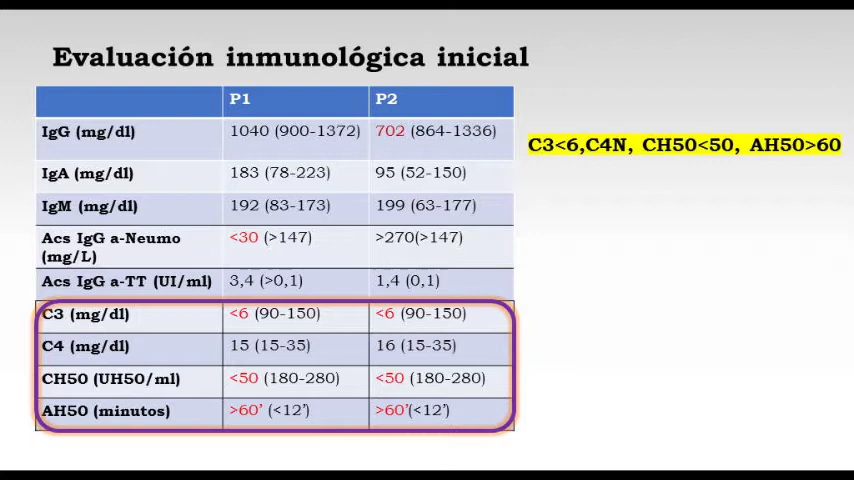 Evaluación inmunológica inicial
P1 P2
IgG (mg/dl) 1040 (900-1372) 702 (864-1336)
IgA (mg/dl) 183 (78-223) 95 (52-150)
IgM (mg/dl) 192 (83-173) 199 (63-177)
Acs IgG a-Neumo (mg/L) <30 (>147) >270(>147)
Acs IgG a-TT (UI/ml) 3,4 (>0,1) 1,4 (0,1)
C3 (mg/dl) <6 (90-150) <6 (90-150)
C4 (mg/dl) 15 (15-35) 16 (15-35)
CH50 (UH50/ml) <50 (180-280) <50 (180-280)
AH50 (minutos) >60’ (<12’) >60’(<12’)
C3<6,C4N, CH50<50, AH50>60